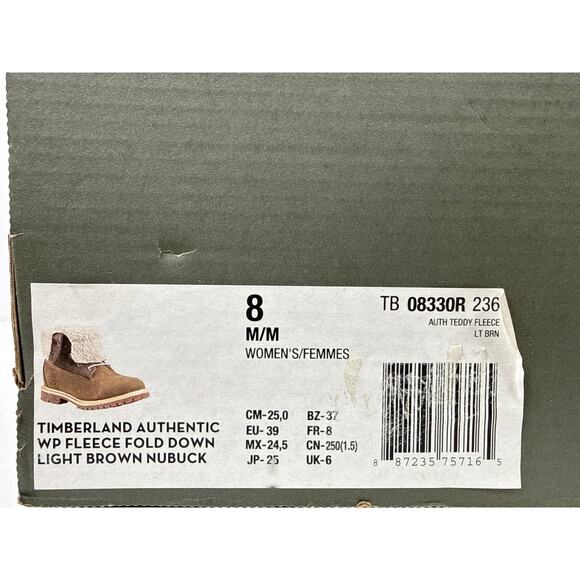 8
M/M
WOMEN'S/FEMMES
TB 08330R 236
AUTH TEDDY FLEECE
LT BRN
TIMBERLAND AUTHENTIC
WP FLEECE FOLD DOWN
LIGHT BROWN NUBUCK
CM-25,0 BZ-37
EU- 39 FR-8
MX-24,5 CN-250(1.5)
JP- 25 UK-6
8 87235 75716 5